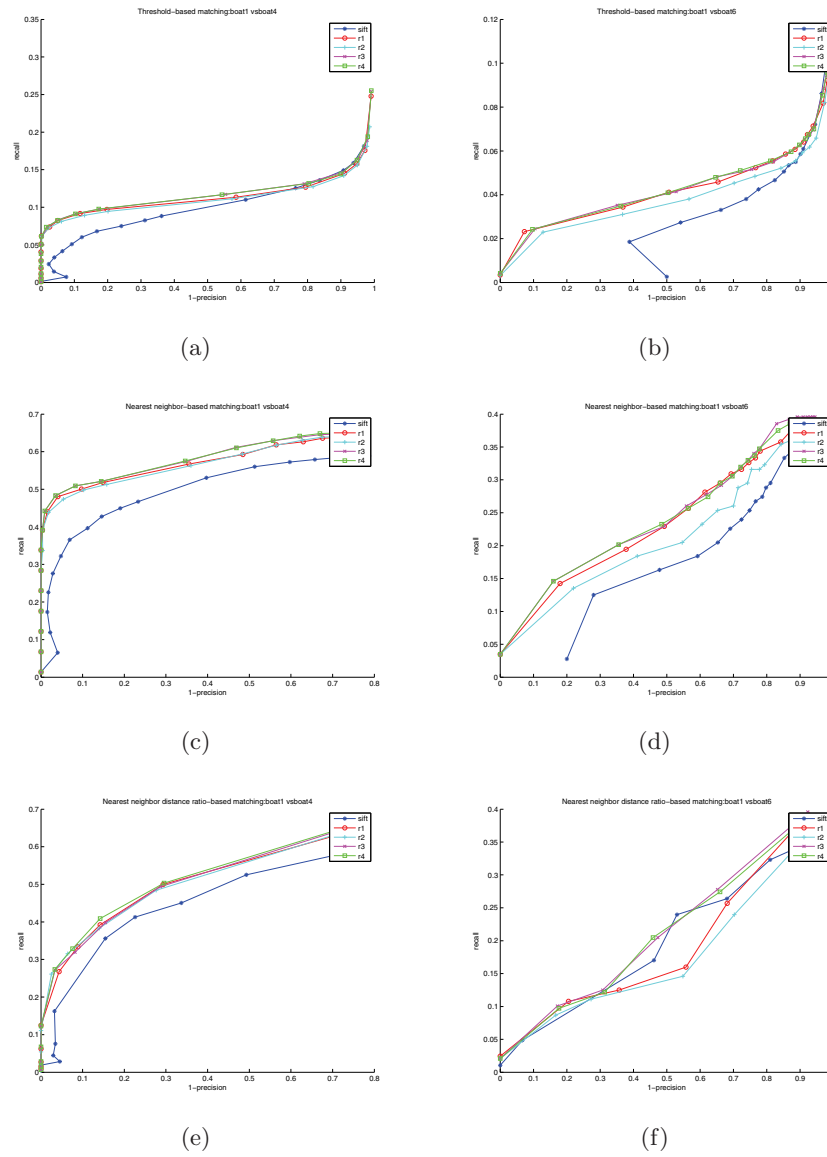 Threshold-based matching:boat1 vsboat4
0.35
0.3
0.25
0.2
0.15
0.1
0.05
0
recall
0 0.1 0.2 0.3 0.4 0.5 0.6 0.7 0.8 0.9 1
1-precision
sift
r1
r2
r3
r4
(a)
Threshold-based matching:boat1 vsboat6
0.12
0.1
0.08
0.06
0.04
0.02
0
recall
0 0.1 0.2 0.3 0.4 0.5 0.6 0.7 0.8 0.9
1-precision
sift
r1
r2
r3
r4
(b)
Nearest neighbor-based matching:boat1 vsboat4
0.7
0.6
0.5
0.4
0.3
0.2
0.1
0
recall
0 0.1 0.2 0.3 0.4 0.5 0.6 0.7 0.8
1-precision
sift
r1
r2
r3
r4
(c)
Nearest neighbor-based matching:boat1 vsboat6
0.4
0.35
0.3
0.25
0.2
0.15
0.1
0.05
0
recall
0 0.1 0.2 0.3 0.4 0.5 0.6 0.7 0.8 0.9
1-precision
sift
r1
r2
r3
r4
(d)
Nearest neighbor distance ratio-based matching:boat1 vsboat4
0.7
0.6
0.5
0.4
0.3
0.2
0.1
0
recall
0 0.1 0.2 0.3 0.4 0.5 0.6 0.7 0.8
1-precision
sift
r1
r2
r3
r4
(e)
Nearest neighbor distance ratio-based matching:boat1 vsboat6
0.4
0.35
0.3
0.25
0.2
0.15
0.1
0.05
0
recall
0 0.1 0.2 0.3 0.4 0.5 0.6 0.7 0.8 0.9
1-precision
sift
r1
r2
r3
r4
(f)